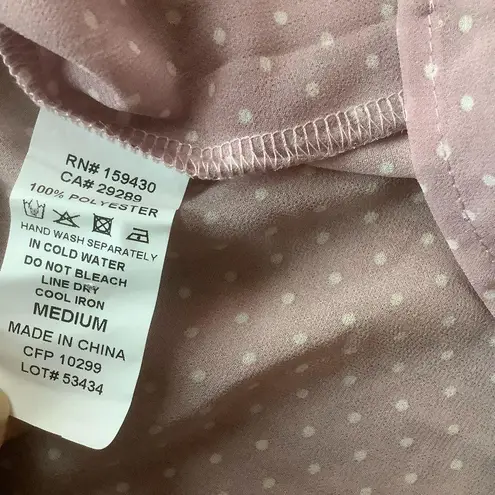 RN# 159430
CA# 29289
100% POLYESTER
HAND WASH SEPARATELY
IN COLD WATER
DO NOT BLEACH
LINE DRY
COOL IRON
MEDIUM
MADE IN CHINA
CFP 10299
LOT# 53434